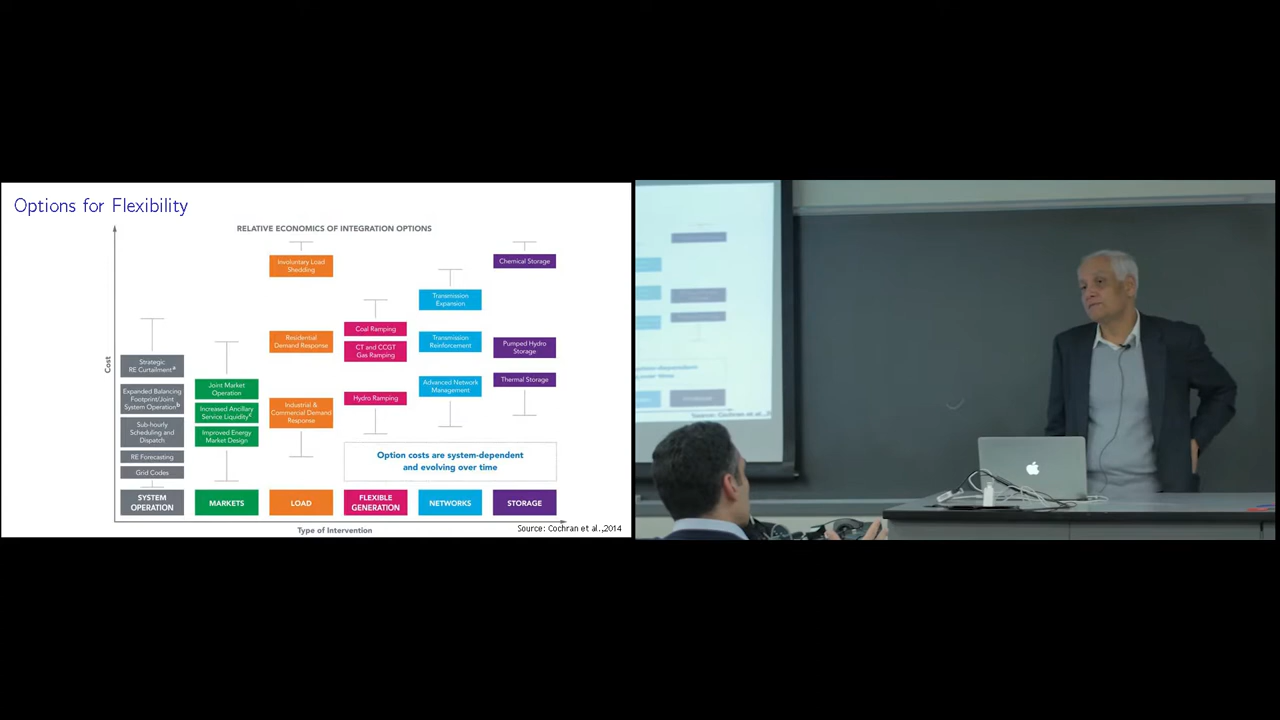 Options for Flexibility
RELATIVE ECONOMICS OF INTEGRATION OPTIONS
Cost
Strategic
RE Curtailmentᵃ
Expanded Balancing
Footprint/Joint
System Operationᵇ
Sub-hourly
Scheduling and
Dispatch
RE Forecasting
Grid Codes
SYSTEM
OPERATION
Joint Market
Operation
Increased Ancillary
Service Liquidityᶜ
Improved Energy
Market Design
MARKETS
Involuntary Load
Shedding
Residential
Demand Response
Industrial &
Commercial Demand
Response
LOAD
Coal Ramping
CT and CCGT
Gas Ramping
Hydro Ramping
FLEXIBLE
GENERATION
Transmission
Expansion
Transmission
Reinforcement
Advanced Network
Management
NETWORKS
Chemical Storage
Pumped Hydro
Storage
Thermal Storage
STORAGE
Option costs are system-dependent
and evolving over time
Type of Intervention
Source: Cochran et al.,2014